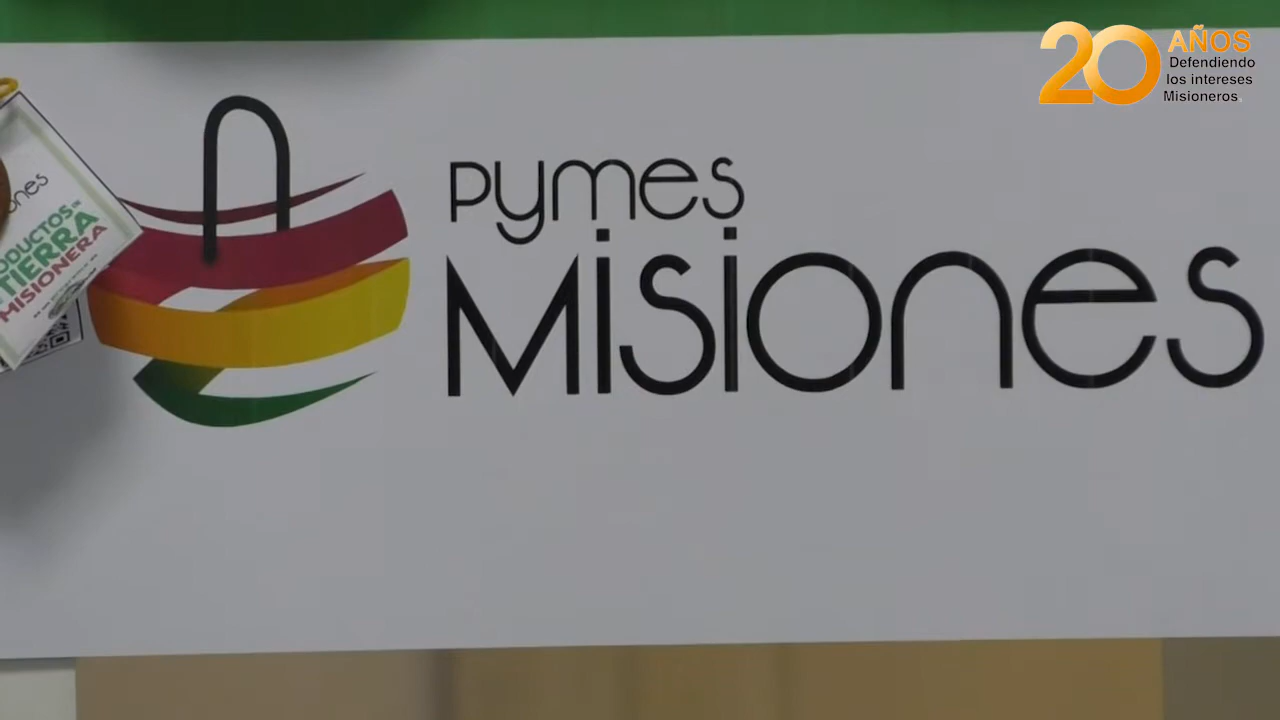 20 AÑOS
Defendiendo
los intereses
Misioneros.
pymes
Misiones
TIERRA
MISIONERA